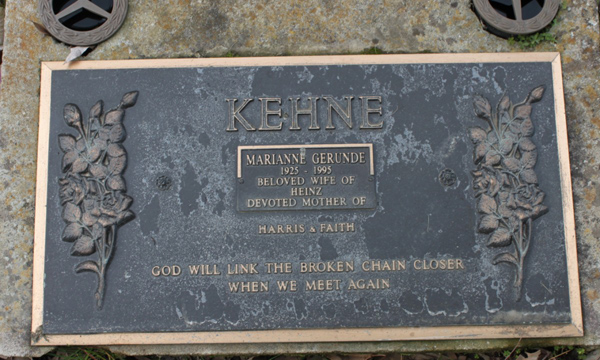 KEHNE
MARIANNE GERUNDE
1925 - 1995
BELOVED WIFE OF
HEINZ
DEVOTED MOTHER OF
HARRIS & FAITH
GOD WILL LINK THE BROKEN CHAIN CLOSER
WHEN WE MEET AGAIN